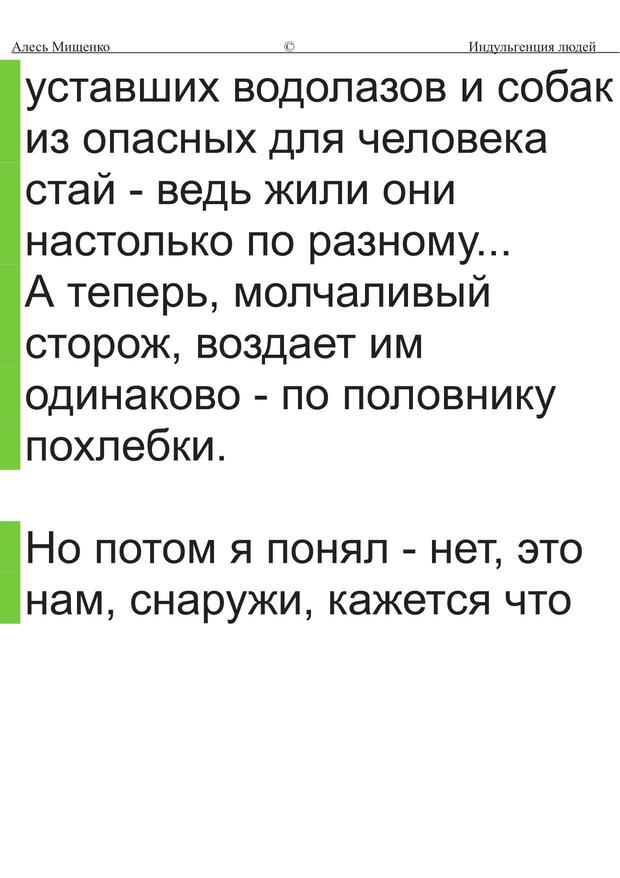 Алесь Мищенко © Индульгенция людей
уставших водолазов и собак
из опасных для человека
стай - ведь жили они
настолько по разному...
А теперь, молчаливый
сторож, воздает им
одинаково - по половнику
похлебки.
Но потом я понял - нет, это
нам, снаружи, кажется что